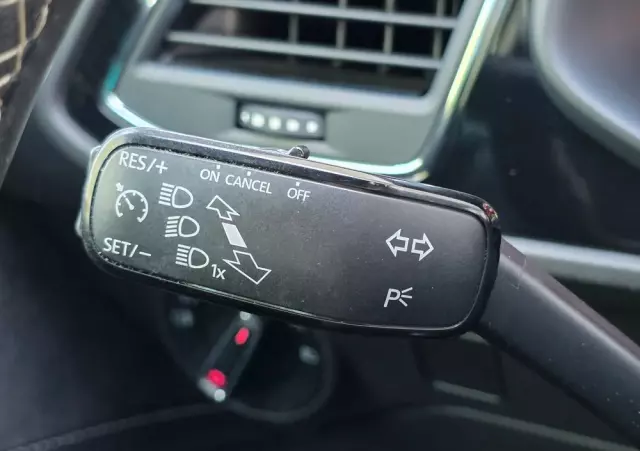 RES/+
ON CANCEL OFF
SET/-
1x
P